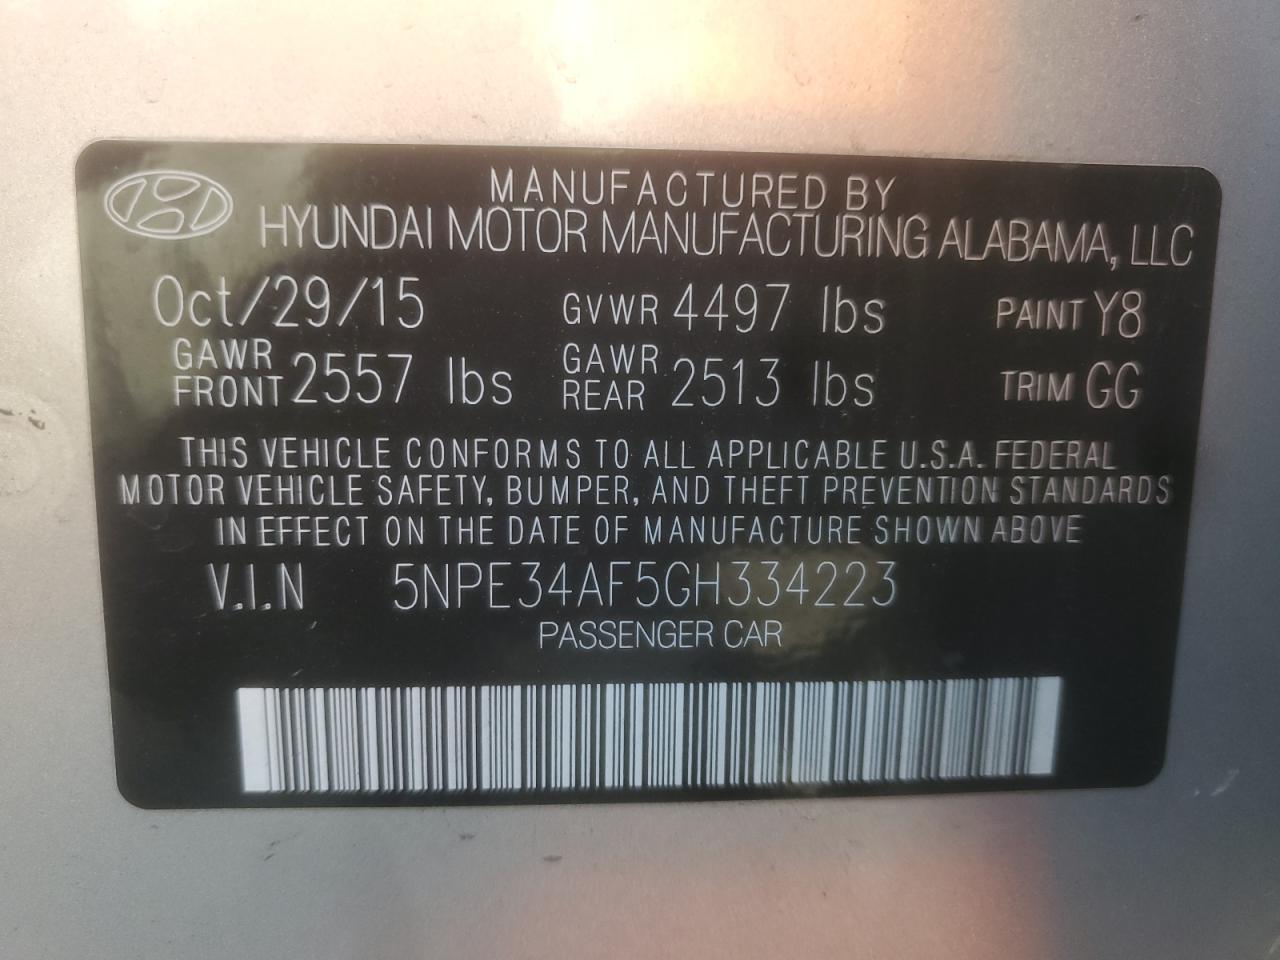 MANUFACTURED BY
HYUNDAI MOTOR MANUFACTURING ALABAMA, LLC
Oct/29/15 GVWR 4497 lbs PAINT Y8
GAWR FRONT 2557 lbs GAWR REAR 2513 lbs TRIM GG
THIS VEHICLE CONFORMS TO ALL APPLICABLE U.S.A. FEDERAL
MOTOR VEHICLE SAFETY, BUMPER, AND THEFT PREVENTION STANDARDS
IN EFFECT ON THE DATE OF MANUFACTURE SHOWN ABOVE
V.I.N 5NPE34AF5GH334223
PASSENGER CAR